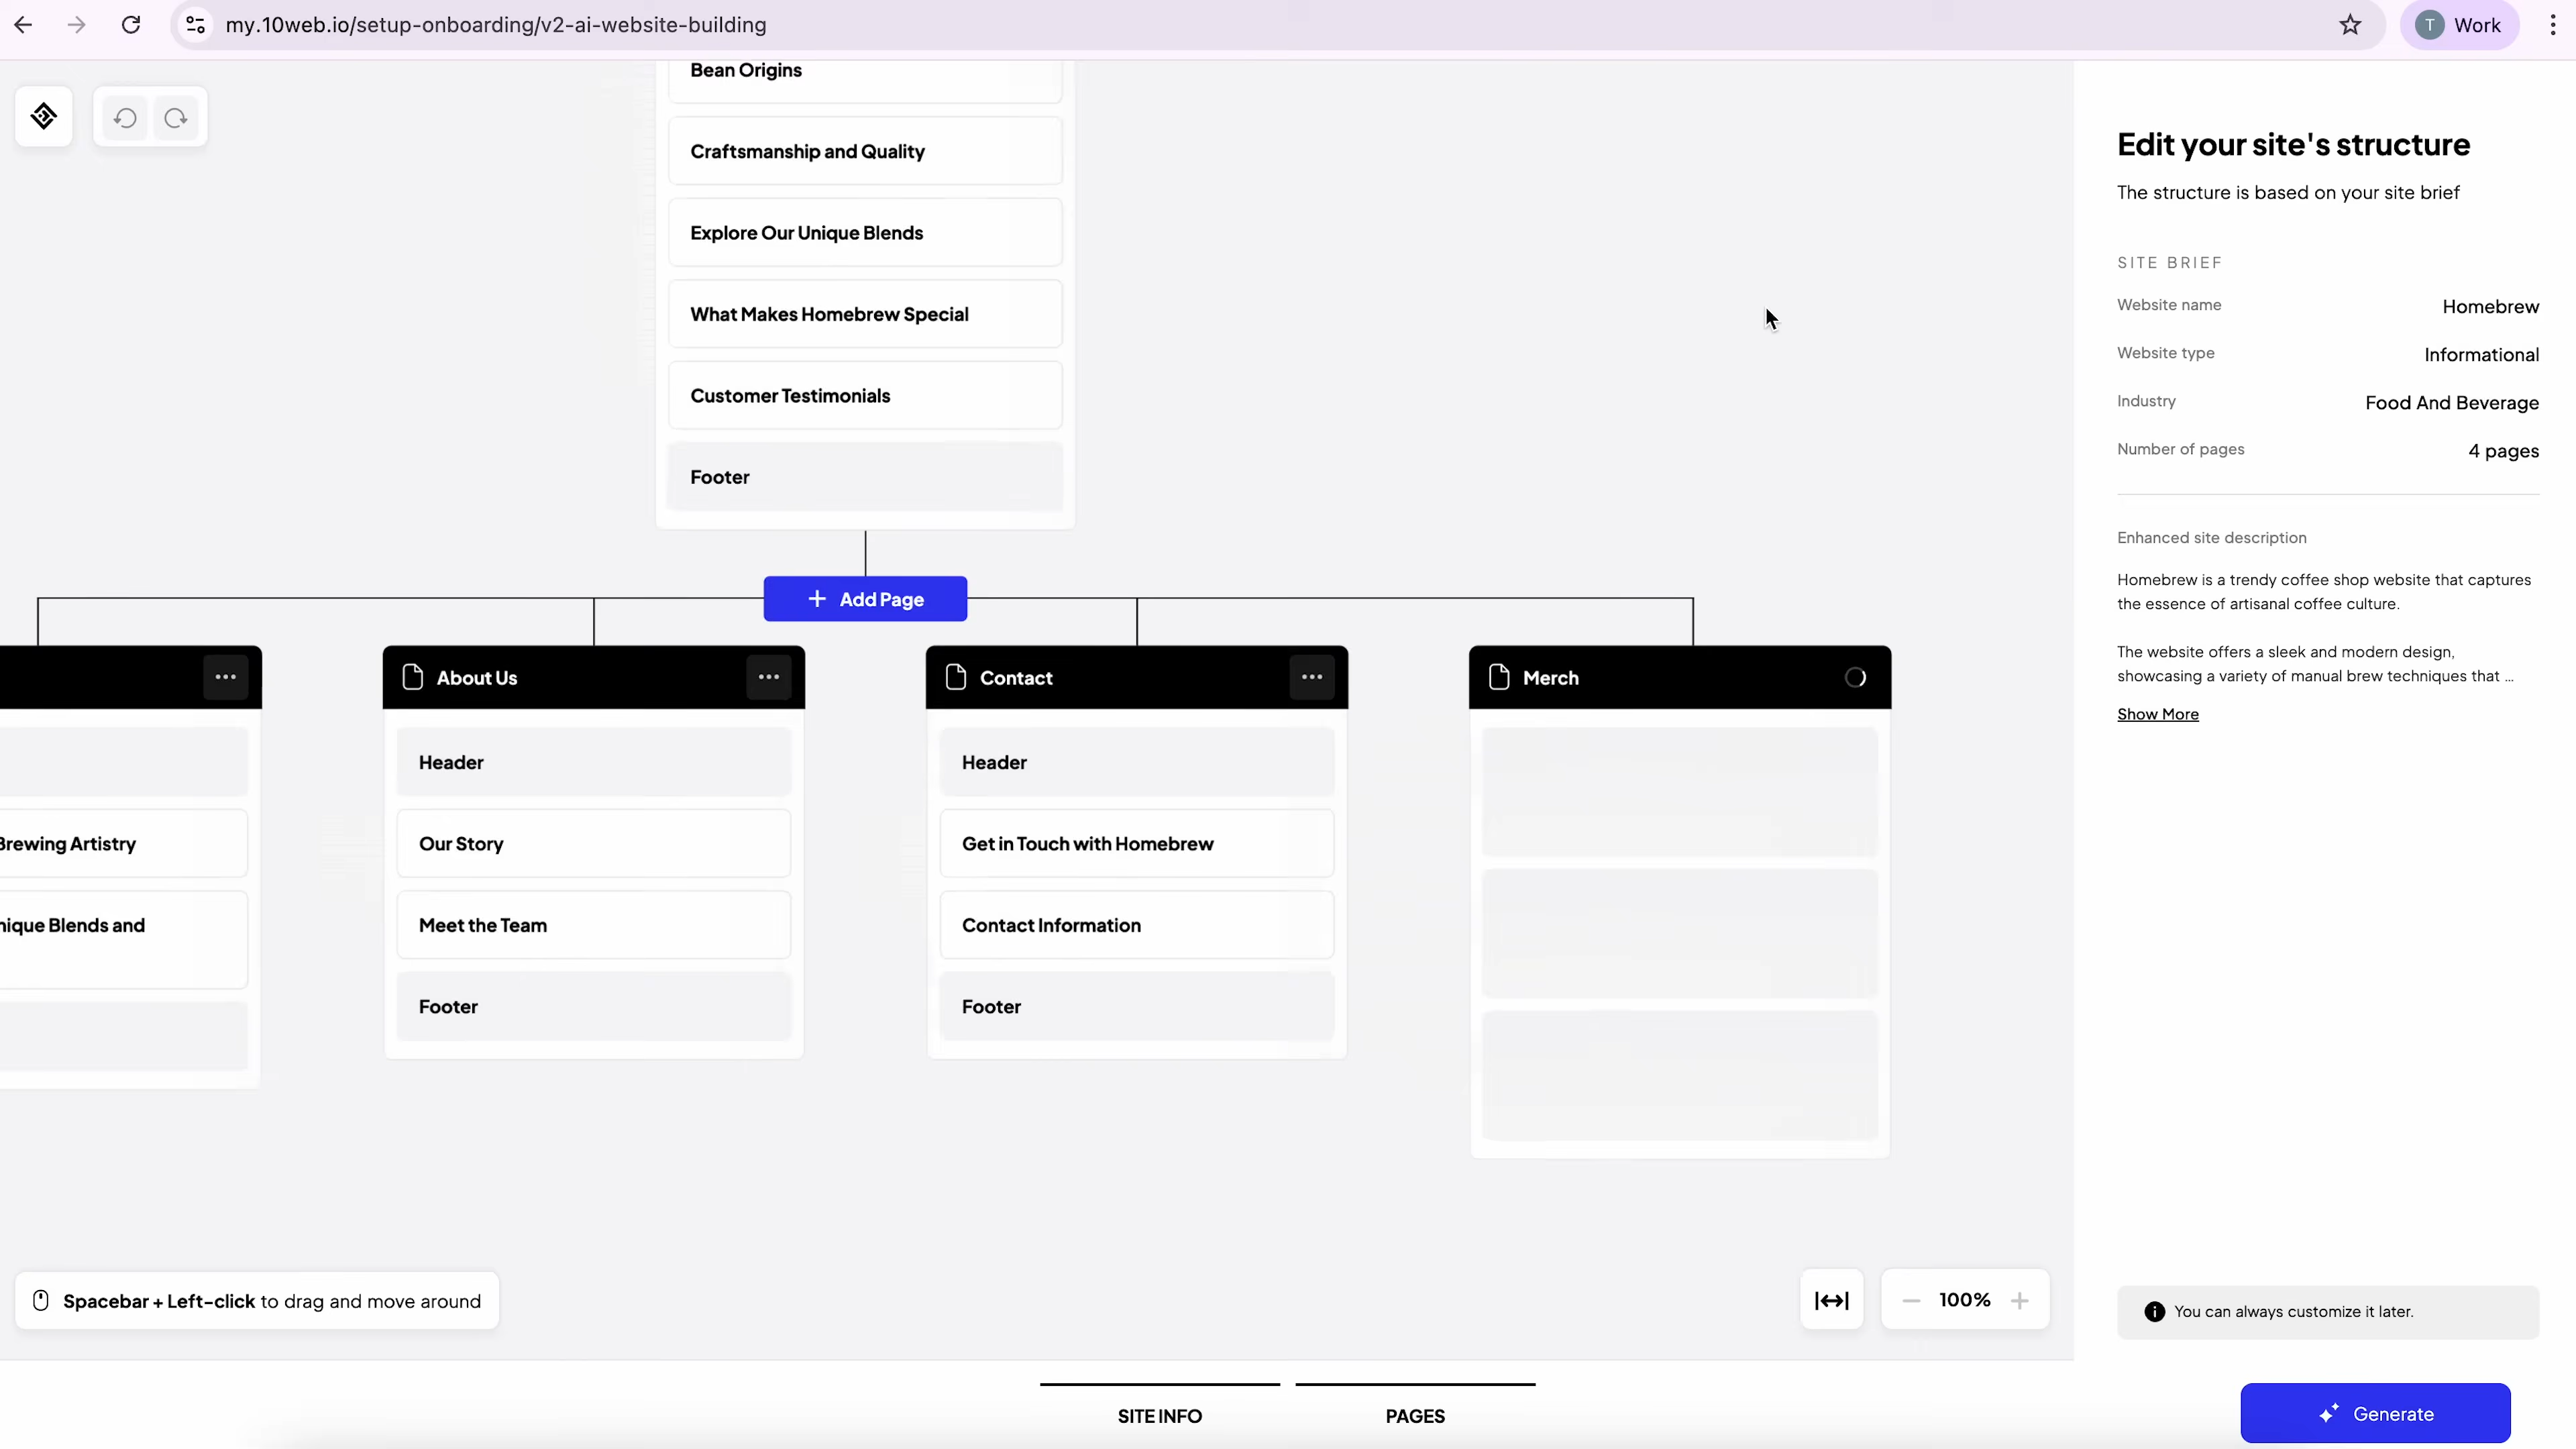 my.10web.io/setup-onboarding/v2-ai-website-building
T Work
Bean Origins
Craftsmanship and Quality
Explore Our Unique Blends
What Makes Homebrew Special
Customer Testimonials
Footer
+ Add Page
About Us
Header
Our Story
Meet the Team
Footer
Contact
Header
Get in Touch with Homebrew
Contact Information
Footer
Merch
Brewing Artistry
nique Blends and
Spacebar + Left-click to drag and move around
100%
Edit your site's structure
The structure is based on your site brief
SITE BRIEF
Website name Homebrew
Website type Informational
Industry Food And Beverage
Number of pages 4 pages
Enhanced site description
Homebrew is a trendy coffee shop website that captures
the essence of artisanal coffee culture.
The website offers a sleek and modern design,
showcasing a variety of manual brew techniques that ...
Show More
You can always customize it later.
SITE INFO
PAGES
Generate